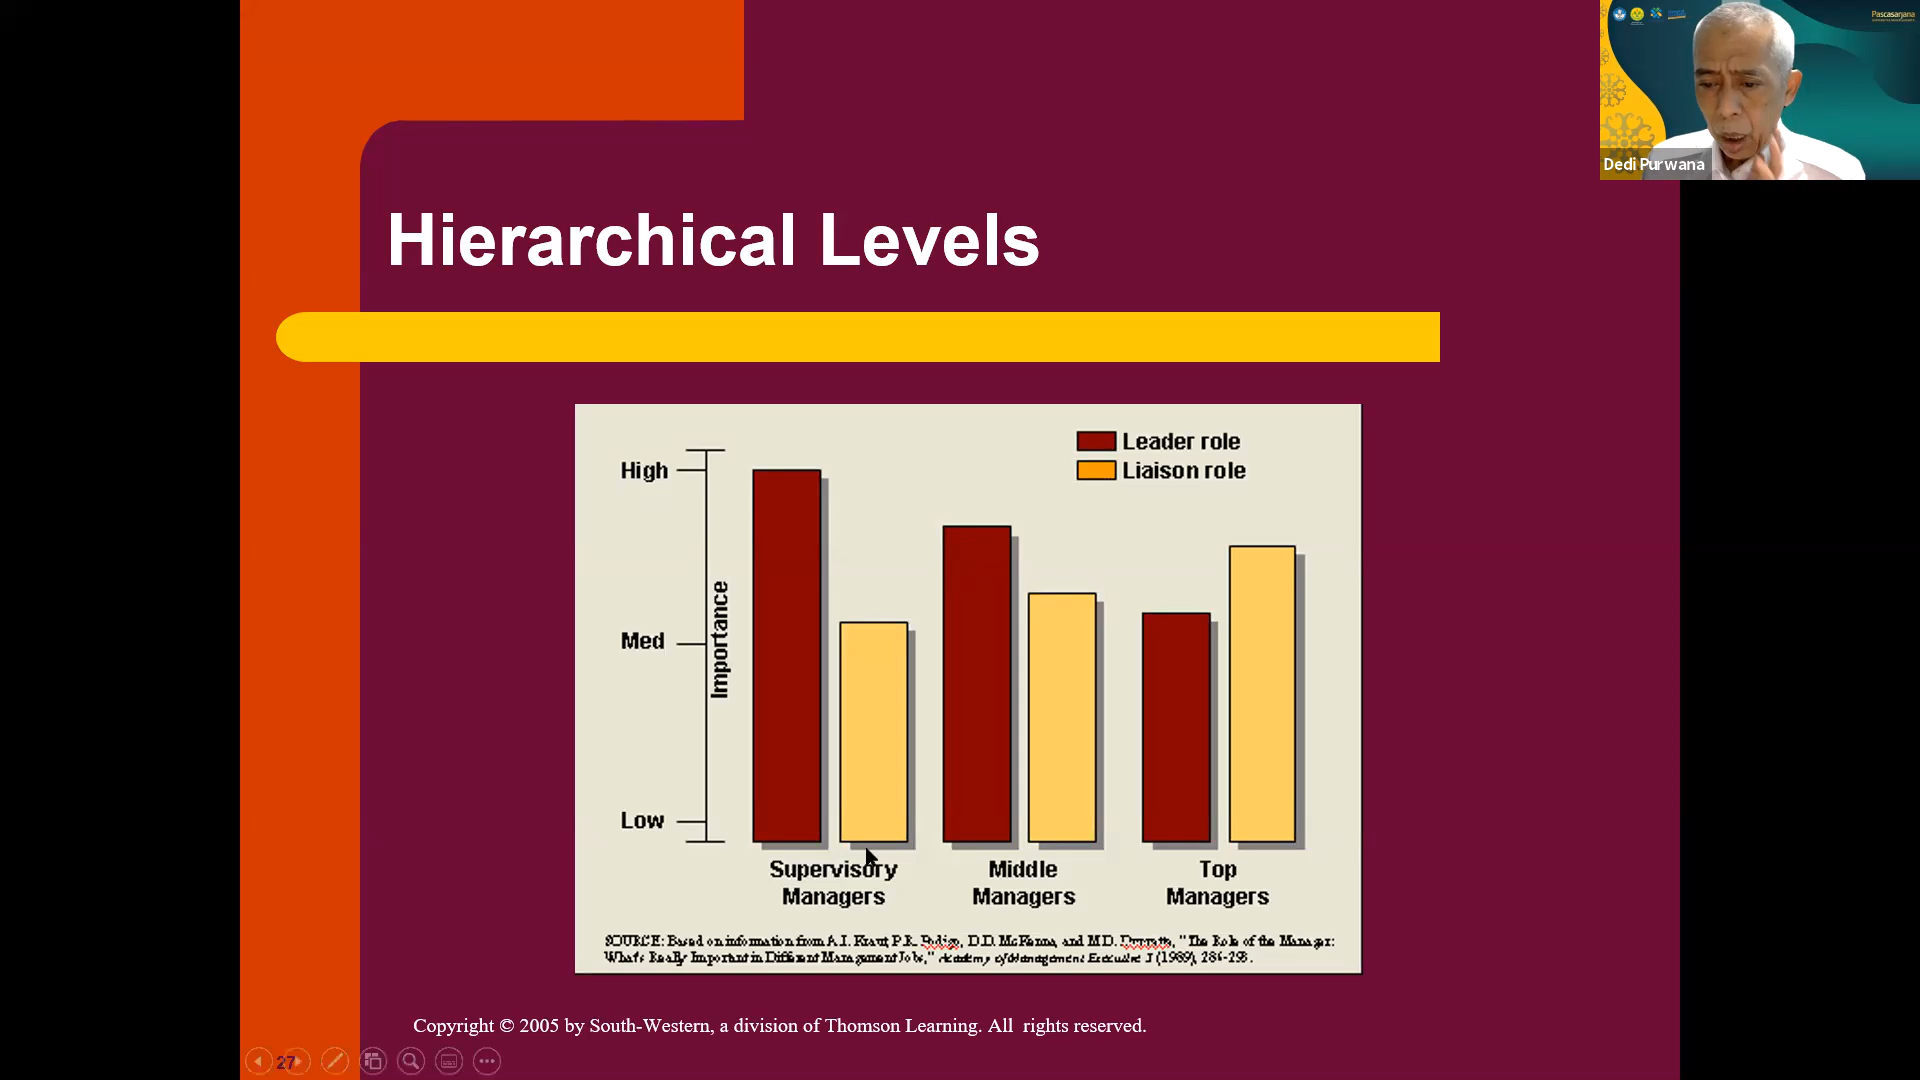 Pascasarjana
Dedi Purwana
Hierarchical Levels
Leader role
Liaison role
High
Med
Low
Importance
Supervisory
Managers
Middle
Managers
Top
Managers
SOURCE: Based on information from A.I. Kraut, P.R. D.D. McKenna, and M.D. "The Role of the Manager:
What's Really Important in Different Management Jobs," Academy of Management Executive 3 (1989), 286-293.
Copyright © 2005 by South-Western, a division of Thomson Learning. All rights reserved.
27